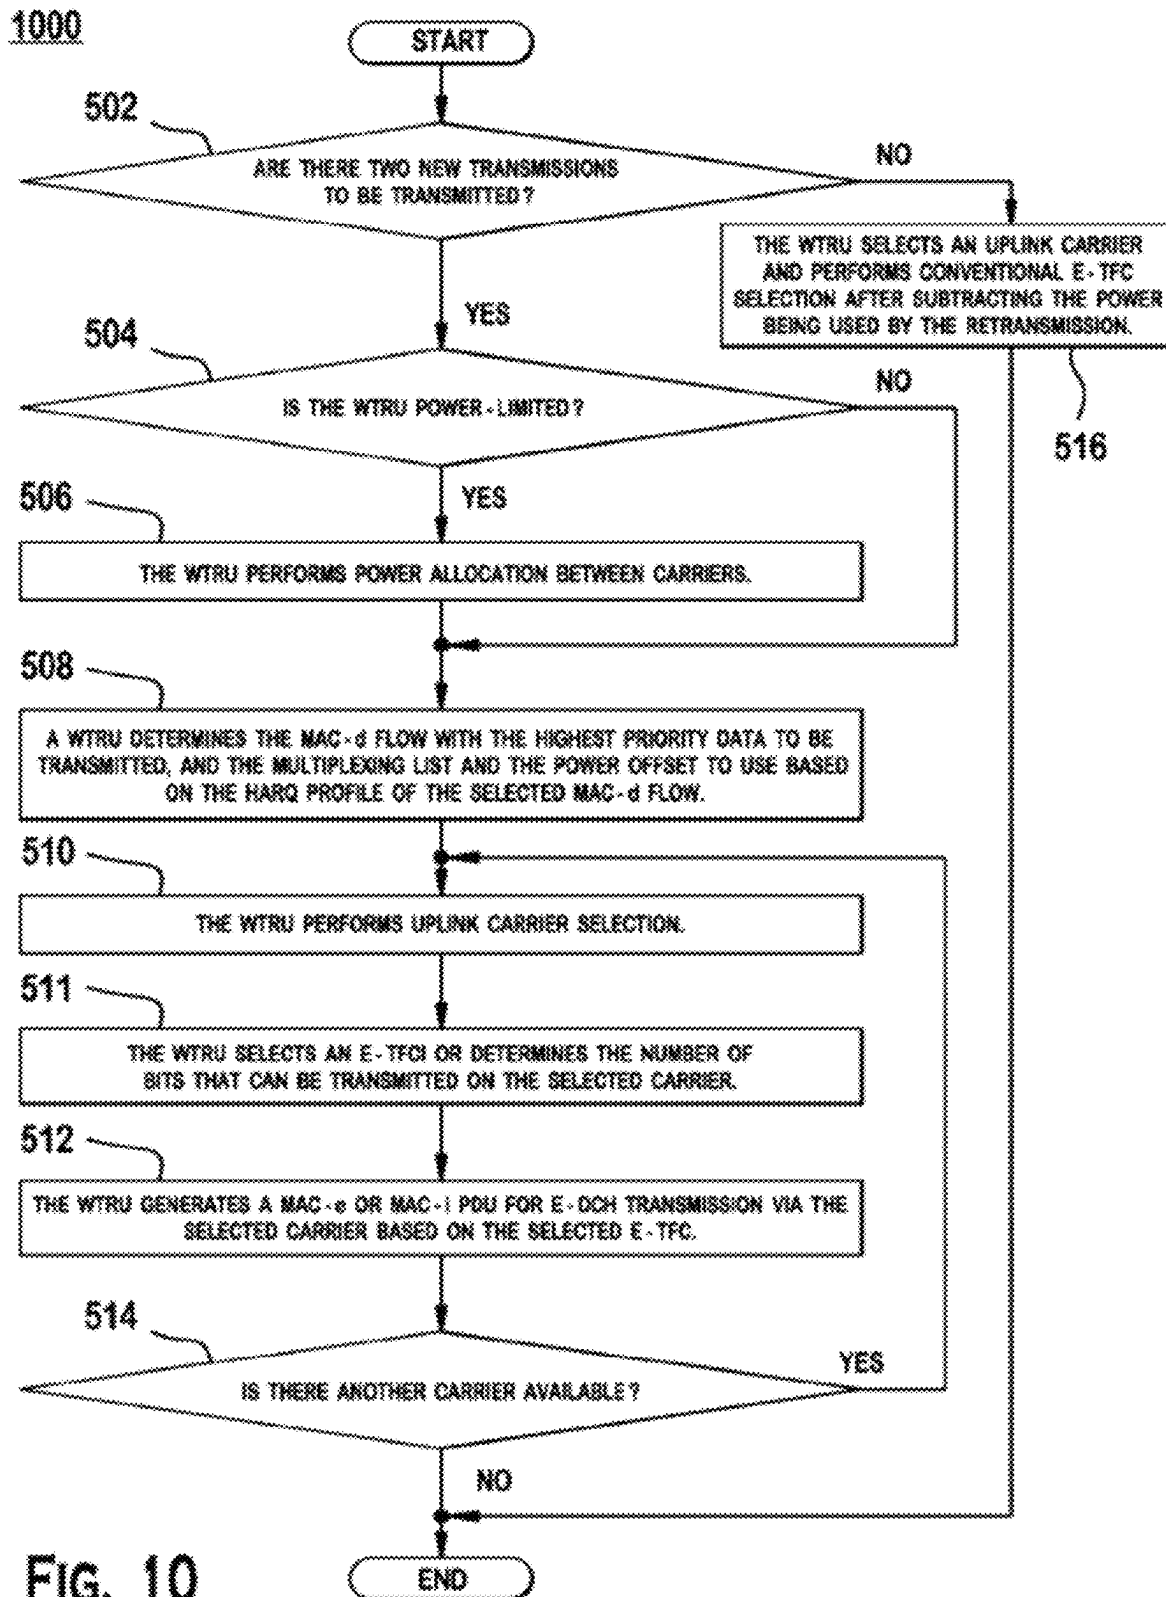 1000
START
502
ARE THERE TWO NEW TRANSMISSIONS
TO BE TRANSMITTED?
NO
THE WTRU SELECTS AN UPLINK CARRIER
AND PERFORMS CONVENTIONAL E-TFC
SELECTION AFTER SUBTRACTING THE POWER
BEING USED BY THE RETRANSMISSION.
516
YES
504
IS THE WTRU POWER-LIMITED?
NO
YES
506
THE WTRU PERFORMS POWER ALLOCATION BETWEEN CARRIERS.
508
A WTRU DETERMINES THE MAC-d FLOW WITH THE HIGHEST PRIORITY DATA TO BE
TRANSMITTED, AND THE MULTIPLEXING LIST AND THE POWER OFFSET TO USE BASED
ON THE HARQ PROFILE OF THE SELECTED MAC-d FLOW.
510
THE WTRU PERFORMS UPLINK CARRIER SELECTION.
511
THE WTRU SELECTS AN E-TFCI OR DETERMINES THE NUMBER OF
BITS THAT CAN BE TRANSMITTED ON THE SELECTED CARRIER.
512
THE WTRU GENERATES A MAC-e OR MAC-i PDU FOR E-DCH TRANSMISSION VIA THE
SELECTED CARRIER BASED ON THE SELECTED E-TFC.
514
IS THERE ANOTHER CARRIER AVAILABLE?
YES
NO
END
FIG. 10